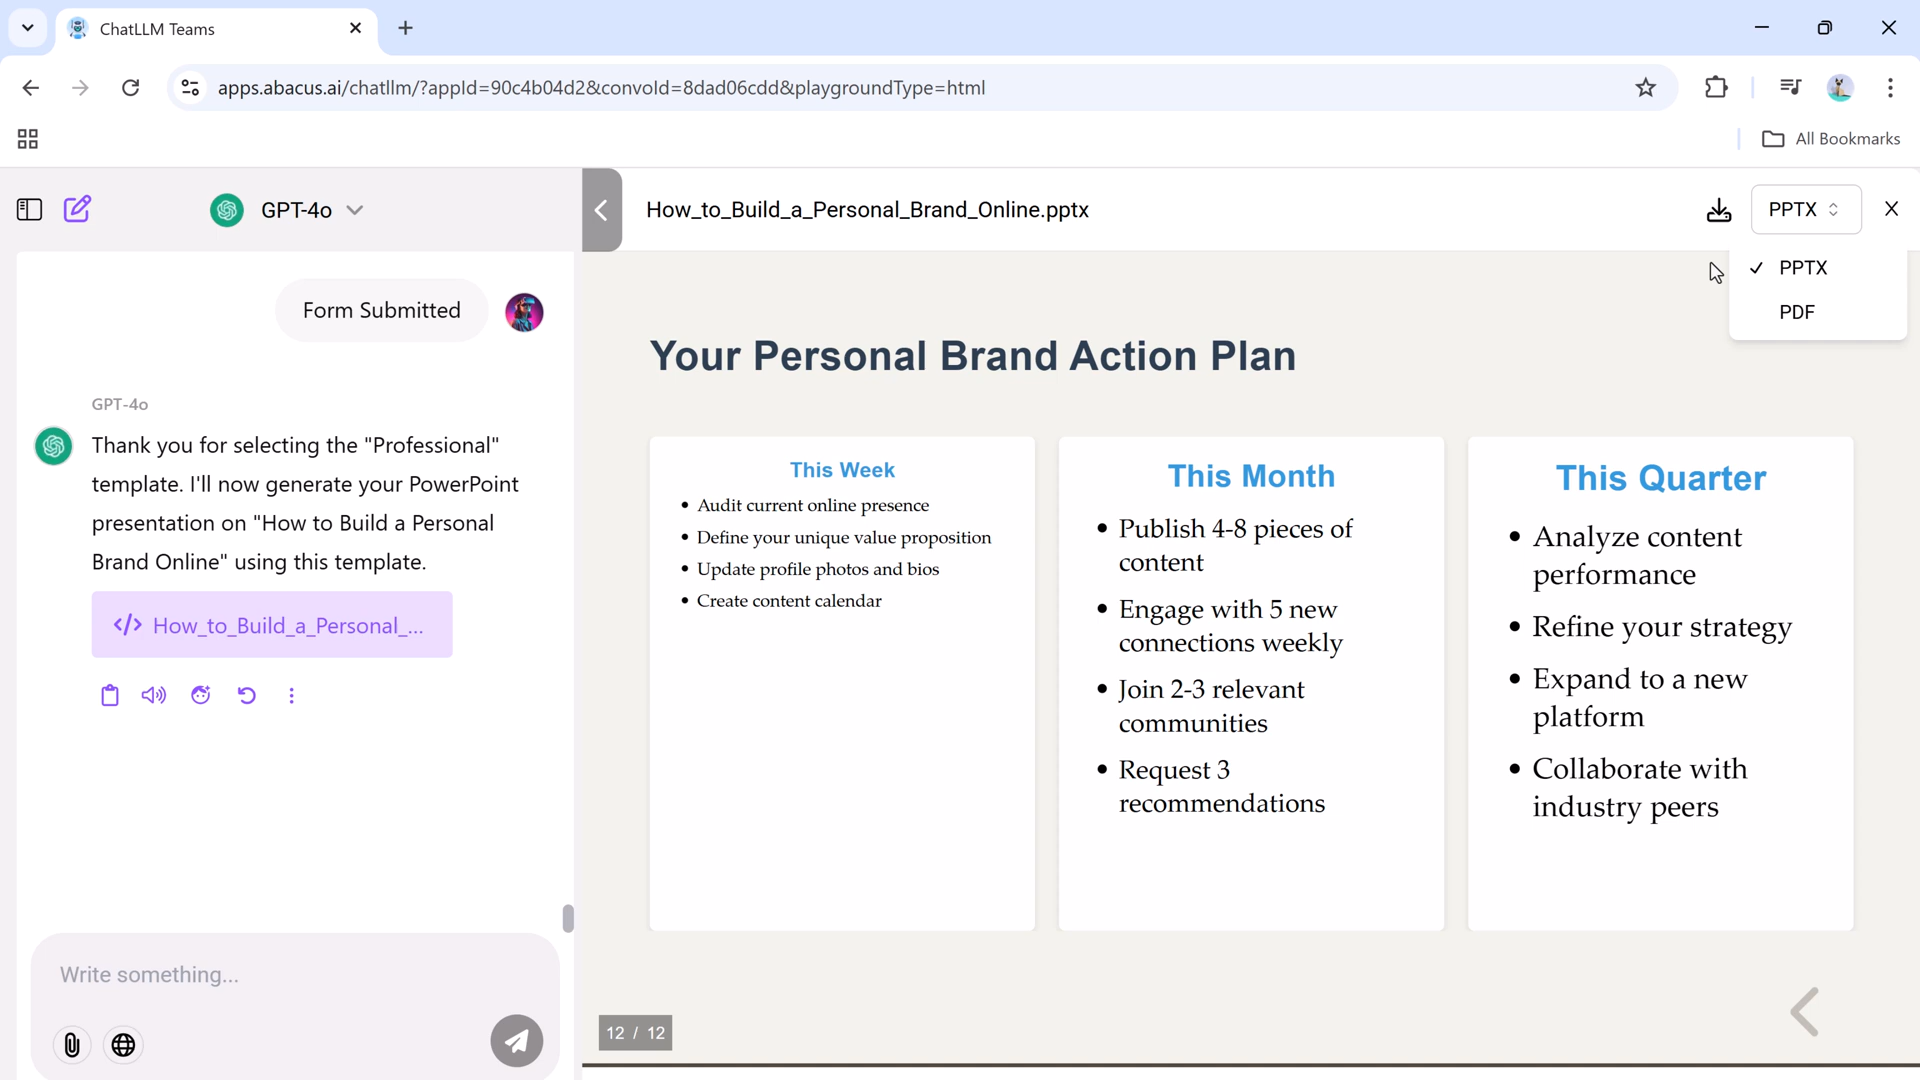 ChatLLM Teams
apps.abacus.ai/chatllm/?appId=90c4b04d2&convoId=8dad06cdd&playgroundType=html
All Bookmarks
GPT-4o
How_to_Build_a_Personal_Brand_Online.pptx
PPTX
PPTX
PDF
Form Submitted
GPT-4o
Thank you for selecting the "Professional"
template. I'll now generate your PowerPoint
presentation on "How to Build a Personal
Brand Online" using this template.
</> How_to_Build_a_Personal_...
Write something...
Your Personal Brand Action Plan
This Week
• Audit current online presence
• Define your unique value proposition
• Update profile photos and bios
• Create content calendar
This Month
• Publish 4-8 pieces of
content
• Engage with 5 new
connections weekly
• Join 2-3 relevant
communities
• Request 3
recommendations
This Quarter
• Analyze content
performance
• Refine your strategy
• Expand to a new
platform
• Collaborate with
industry peers
12 / 12